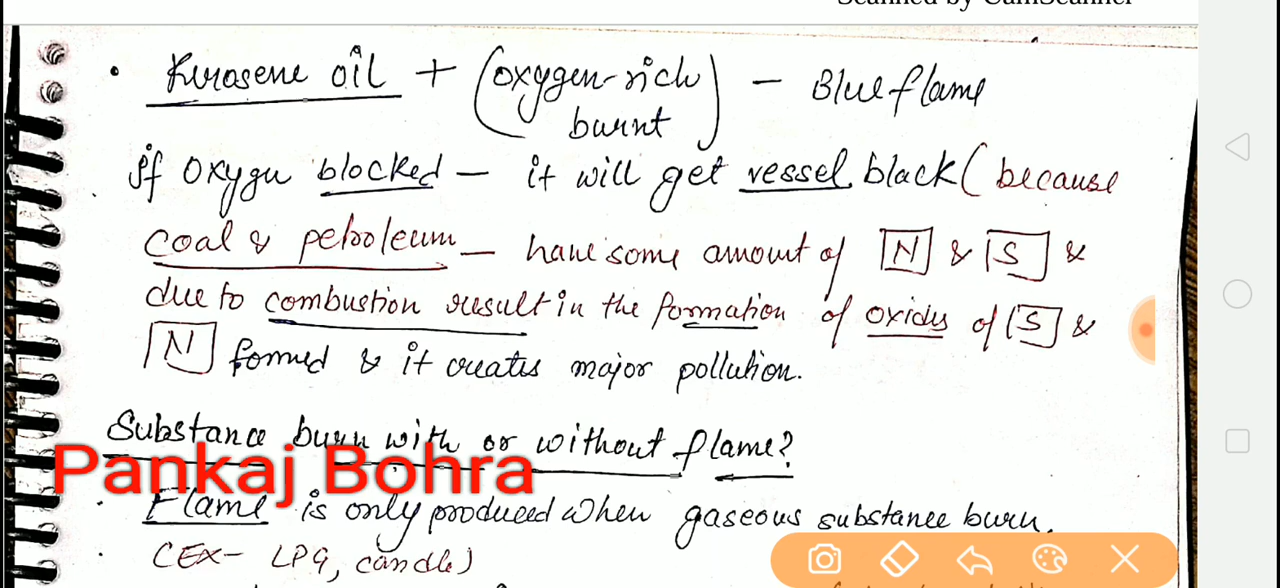 Scanned by CamScanner
• Kerosene oil + (oxygen-rich burnt) — Blue flame
if oxygen blocked — it will get vessel black ( because
coal & petroleum — have some amount of N & S &
due to combustion result in the formation of oxides of S &
N formed & it creates major pollution.
Substance burn with or without flame?
Pankaj Bohra
• Flame is only produced when gaseous substance burn.
• (EX- LPG, candle)